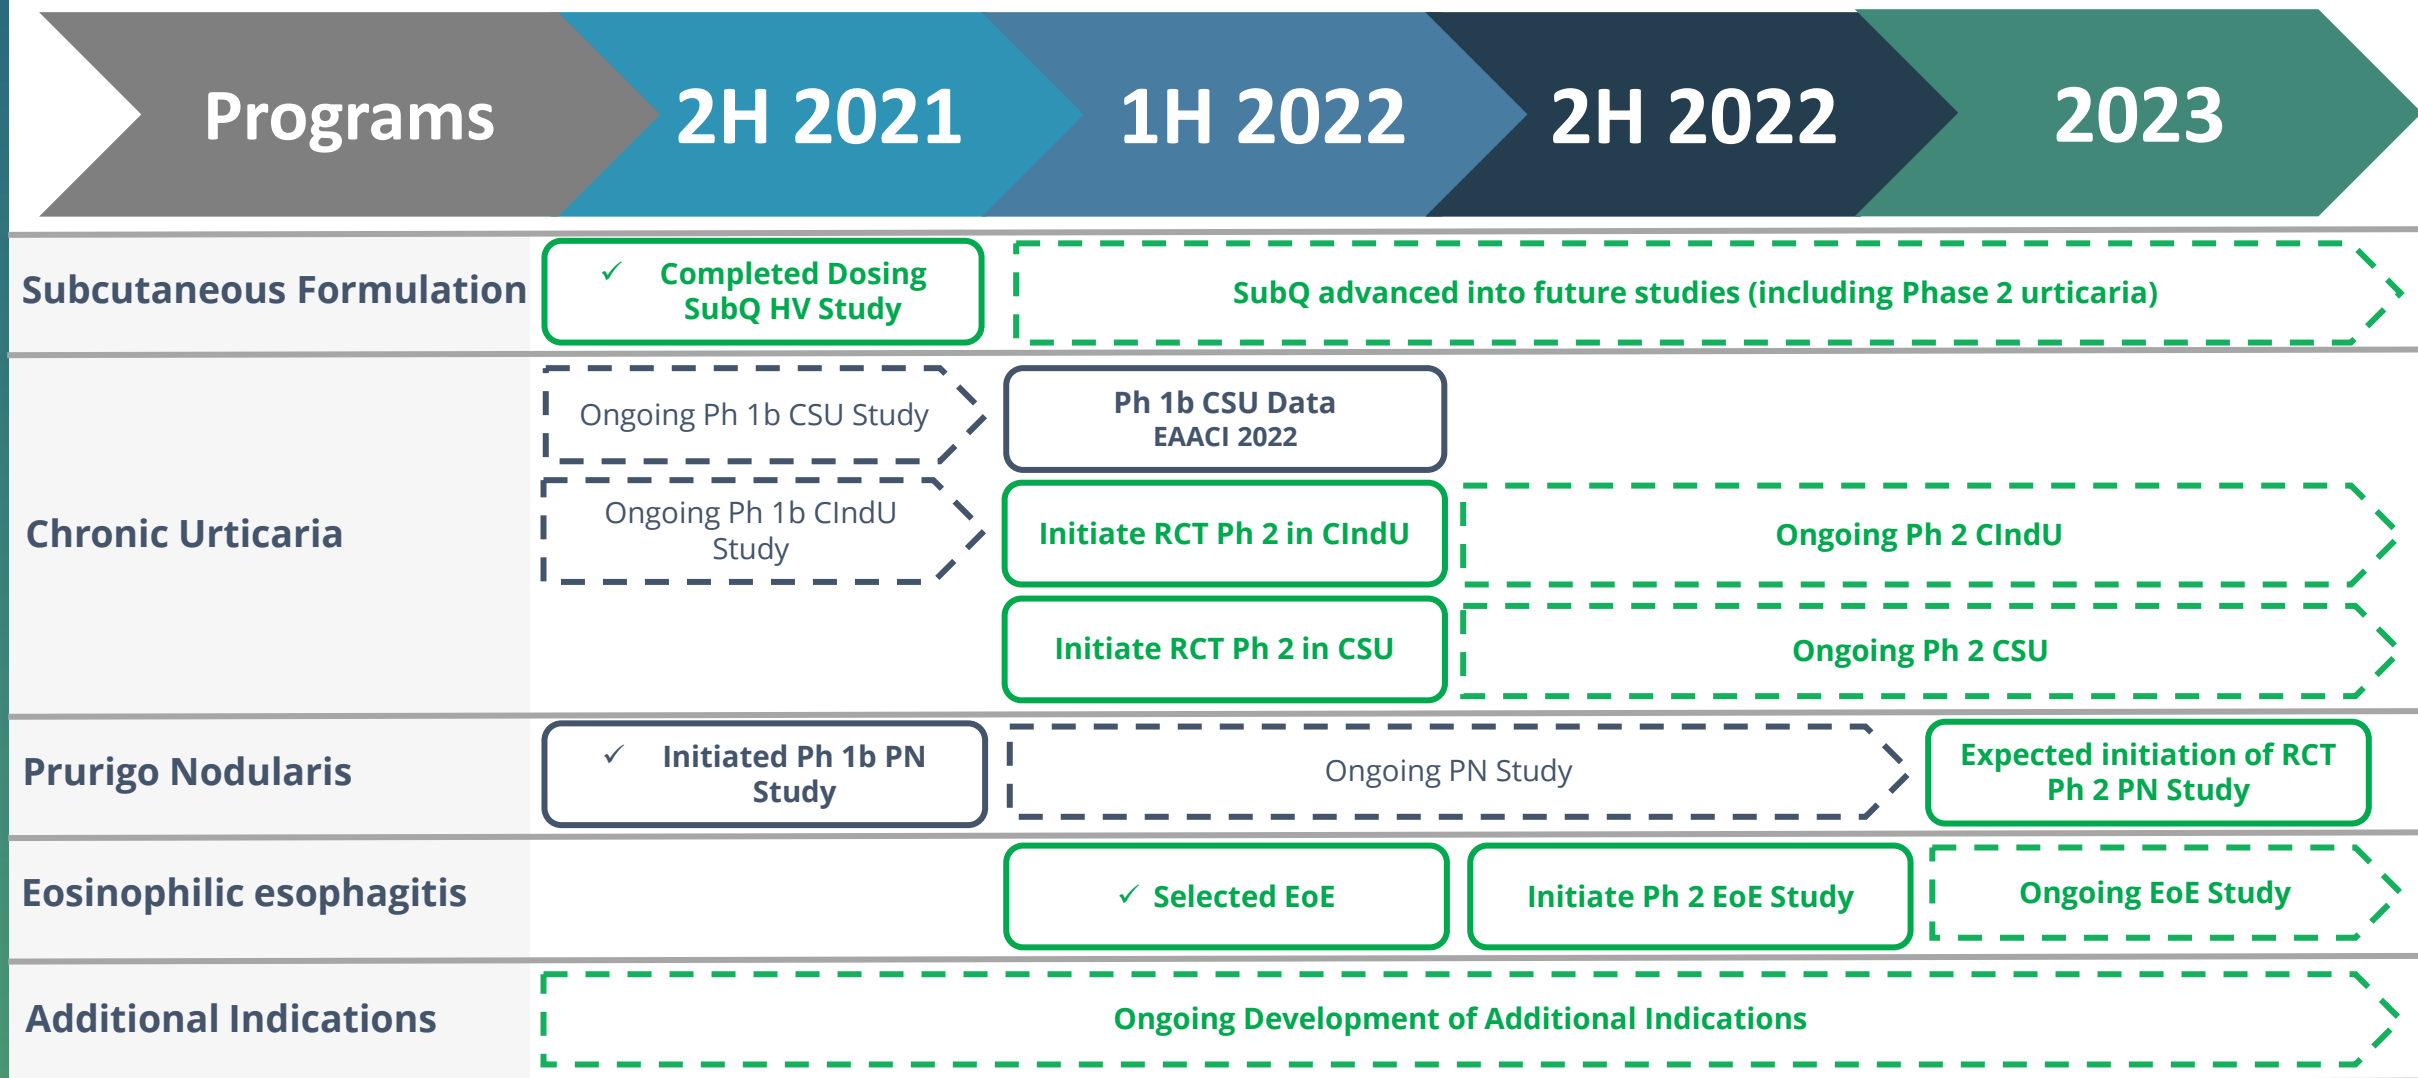 Programs
2H 2021
1H 2022
2H 2022
2023
Subcutaneous Formulation
✓ Completed Dosing
SubQ HV Study
SubQ advanced into future studies (including Phase 2 urticaria)
Chronic Urticaria
Ongoing Ph 1b CSU Study
Ph 1b CSU Data
EAACI 2022
Ongoing Ph 1b CIndU
Study
Initiate RCT Ph 2 in CIndU
Ongoing Ph 2 CIndU
Initiate RCT Ph 2 in CSU
Ongoing Ph 2 CSU
Prurigo Nodularis
✓ Initiated Ph 1b PN
Study
Ongoing PN Study
Expected initiation of RCT
Ph 2 PN Study
Eosinophilic esophagitis
✓ Selected EoE
Initiate Ph 2 EoE Study
Ongoing EoE Study
Additional Indications
Ongoing Development of Additional Indications